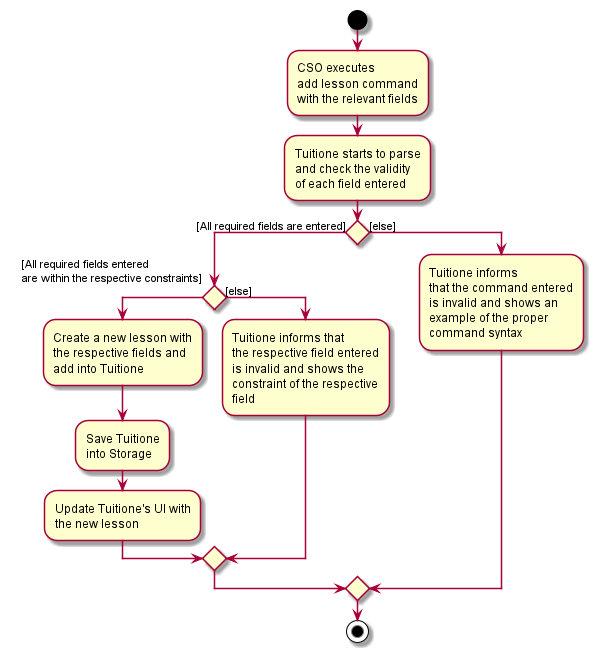 CSO executes
add lesson command
with the relevant fields
Tuitione starts to parse
and check the validity
of each field entered
[All required fields are entered]
[else]
[All required fields entered
are within the respective constraints]
[else]
Create a new lesson with
the respective fields and
add into Tuitione
Save Tuitione
into Storage
Update Tuitione's UI with
the new lesson
Tuitione informs that
the respective field entered
is invalid and shows the
constraint of the respective
field
Tuitione informs
that the command entered
is invalid and shows an
example of the proper
command syntax